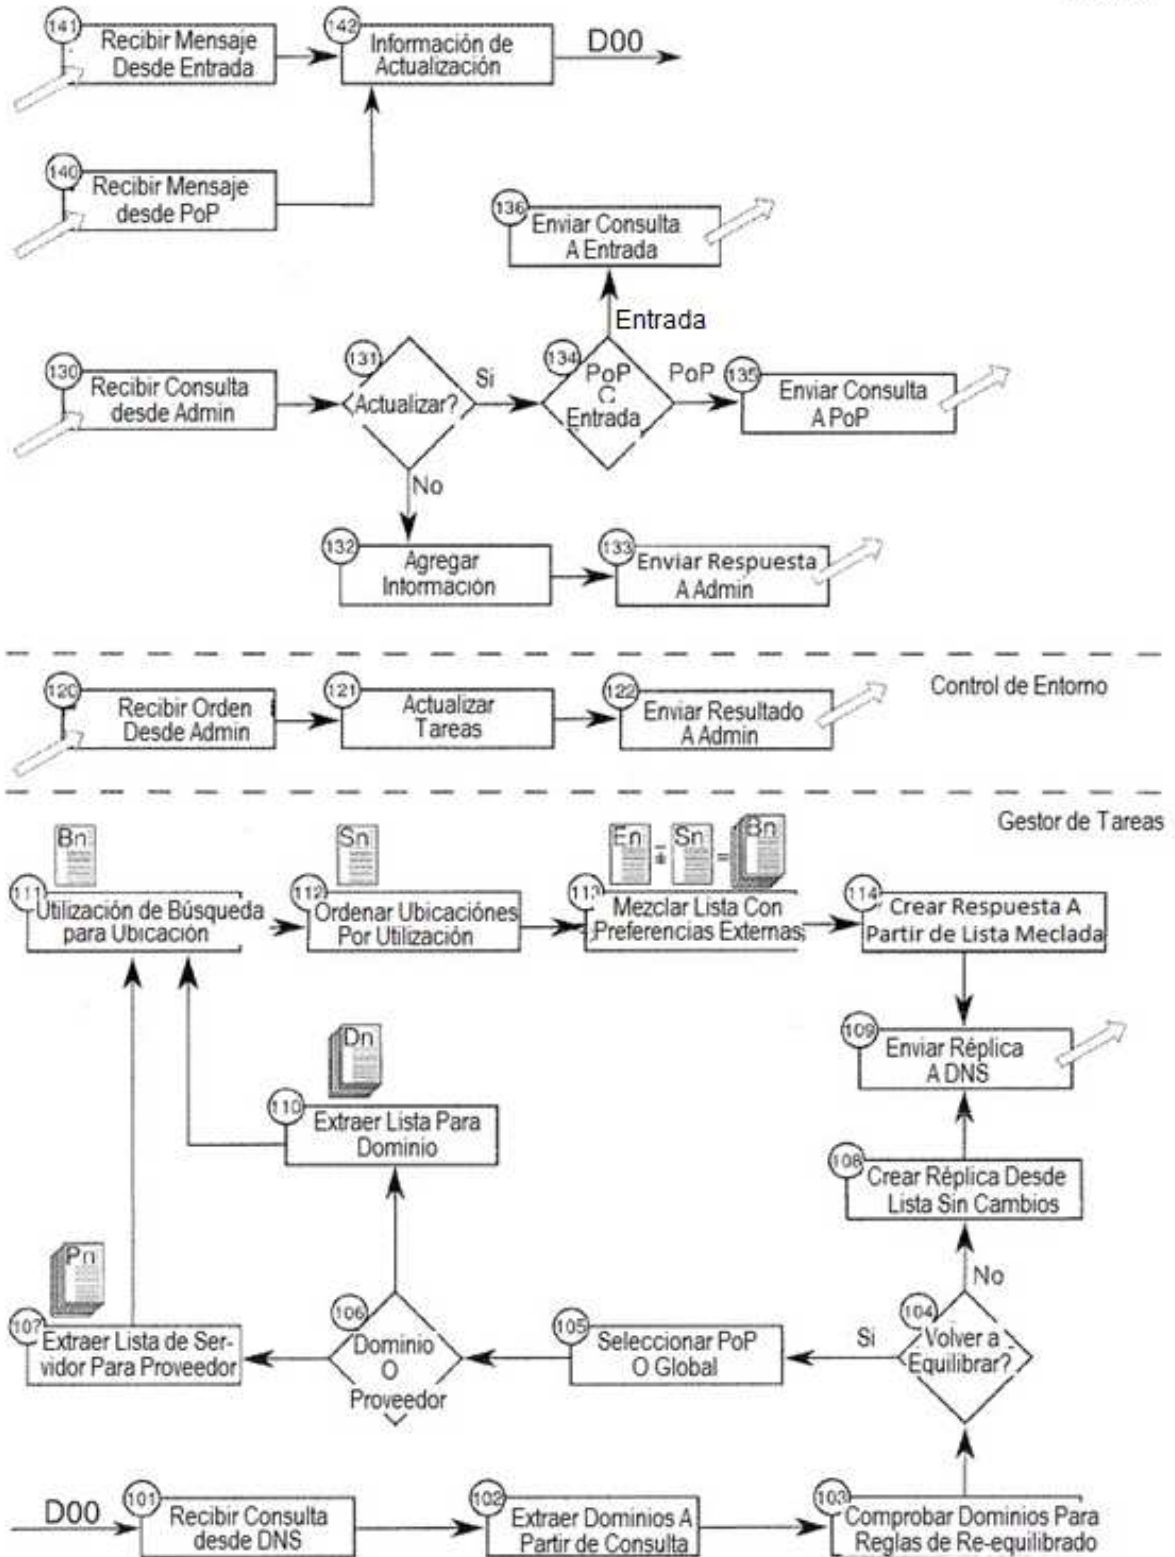 141
Recibir Mensaje
Desde Entrada
142
Información de
Actualización
D00
140
Recibir Mensaje
desde PoP
136
Enviar Consulta
A Entrada
Entrada
130
Recibir Consulta
desde Admin
131
Actualizar?
Si
134
PoP
O
Entrada
PoP
135
Enviar Consulta
A PoP
No
132
Agregar
Información
133
Enviar Respuesta
A Admin
120
Recibir Orden
Desde Admin
121
Actualizar
Tareas
122
Enviar Resultado
A Admin
Control de Entorno
Gestor de Tareas
Bn
111
Utilización de Búsqueda
para Ubicación
Sn
112
Ordenar Ubicaciónes
Por Utilización
En
Sn
=
Bn
113
Mezclar Lista Con
Preferencias Externas
114
Crear Respuesta A
Partir de Lista Meclada
109
Enviar Réplica
A DNS
Dn
110
Extraer Lista Para
Dominio
108
Crear Réplica Desde
Lista Sin Cambios
No
Pn
107
Extraer Lista de Ser-
vidor Para Proveedor
106
Dominio
O
Proveedor
105
Seleccionar PoP
O Global
Si
104
Volver a
Equilibrar?
D00
101
Recibir Consulta
desde DNS
102
Extraer Dominios A
Partir de Consulta
103
Comprobar Dominios Para
Reglas de Re-equilibrado